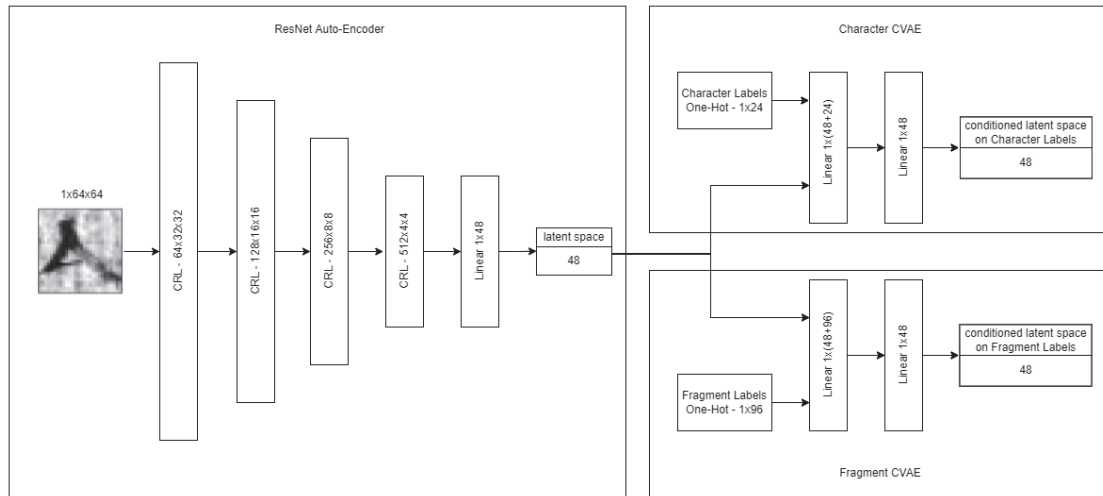 ResNet Auto-Encoder
1x64x64
CRL - 64x32x32
CRL - 128x16x16
CRL - 256x8x8
CRL - 512x4x4
Linear 1x48
latent space
48
Character CVAE
Character Labels
One-Hot - 1x24
Linear 1x(48+24)
Linear 1x48
conditioned latent space
on Character Labels
48
Linear 1x(48+96)
Linear 1x48
conditioned latent space
on Fragment Labels
48
Fragment Labels
One-Hot - 1x96
Fragment CVAE